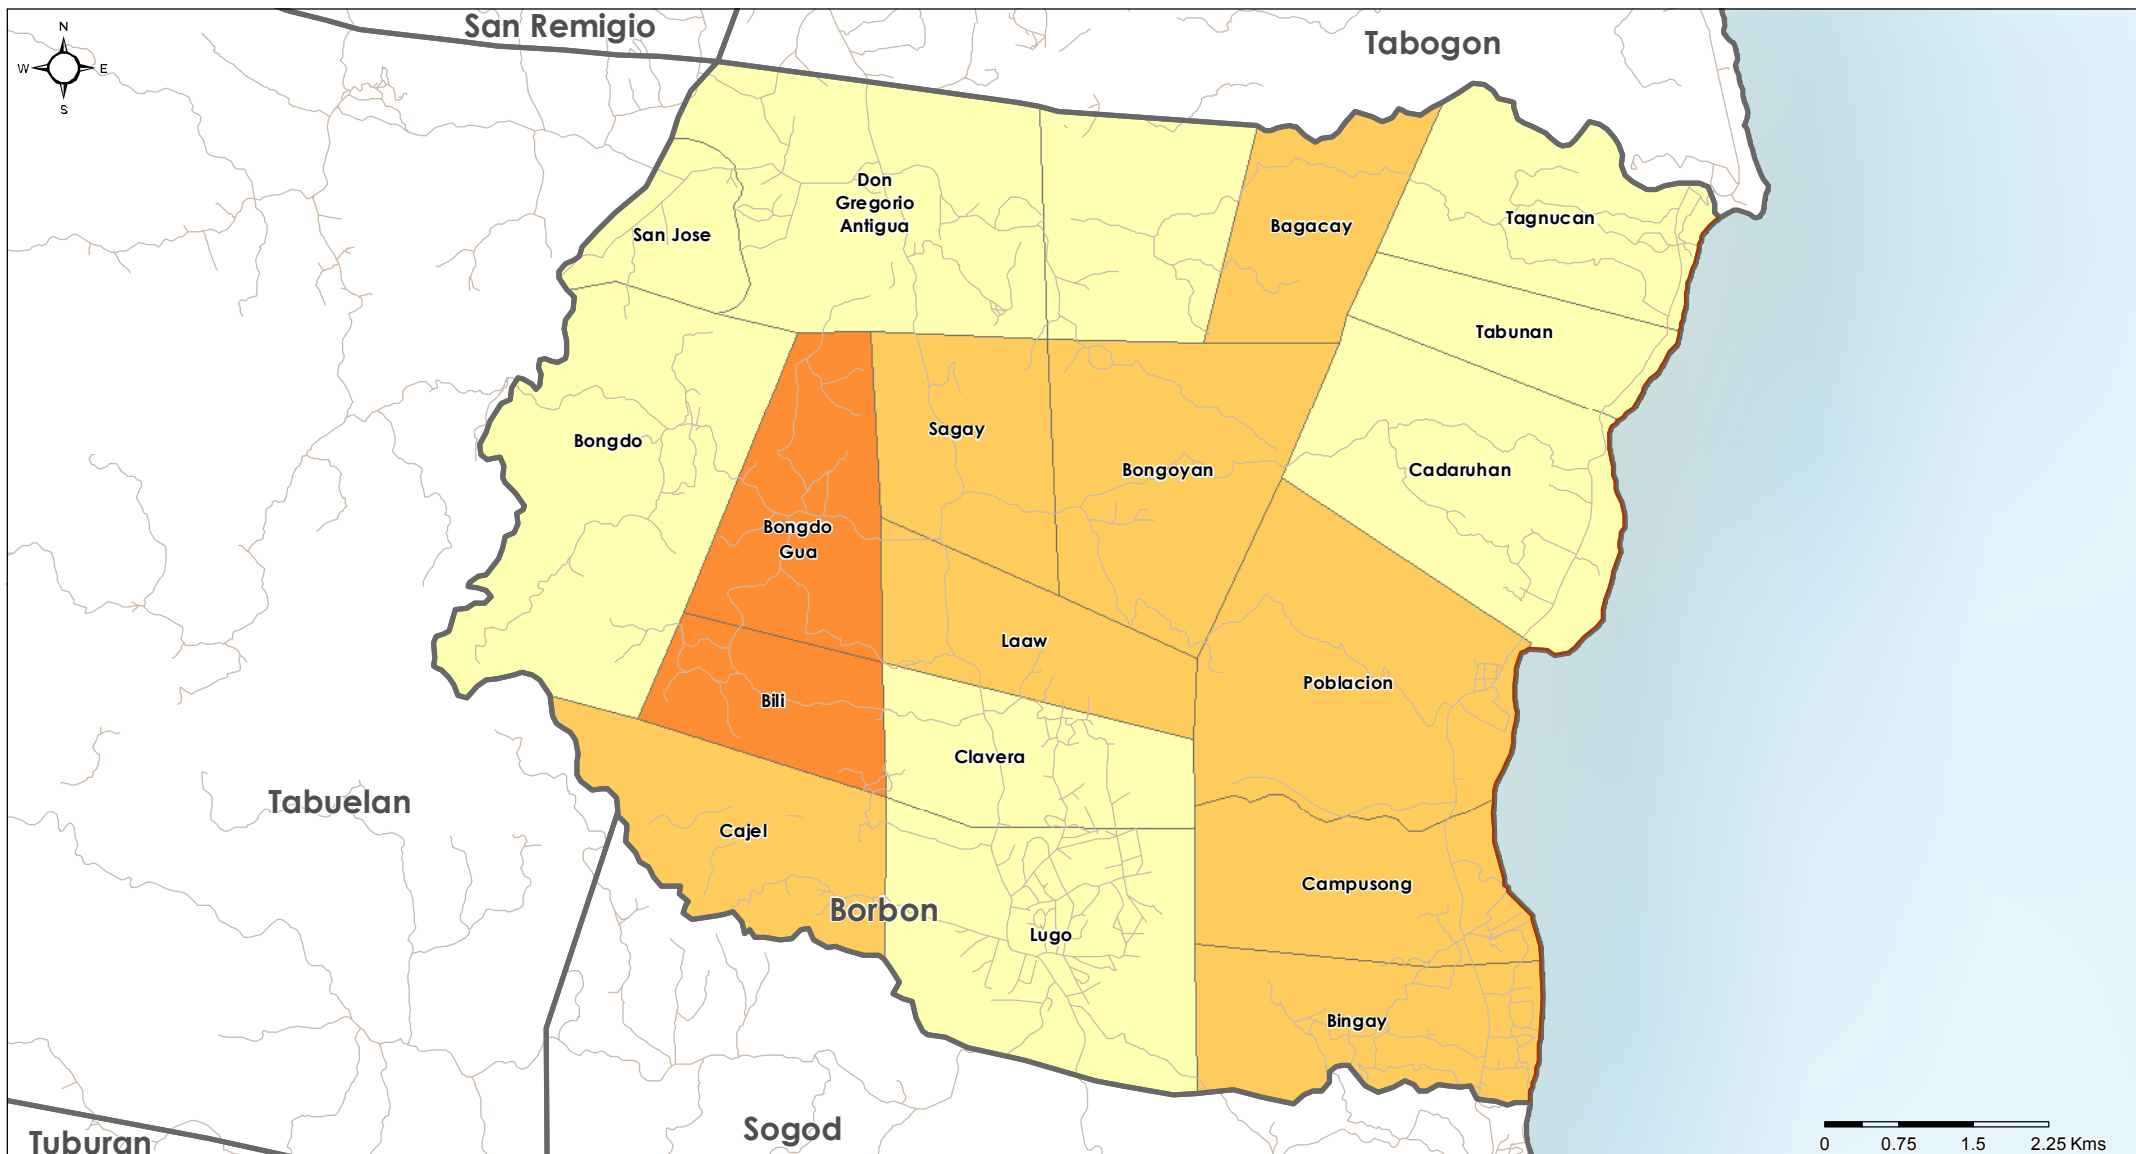 San Remigio
Tabogon
N
W
E
S
Don
Gregorio
Antigua
San Jose
Bagacay
Tagnucan
Tabunan
Bongdo
Sagay
Bongoyan
Cadaruhan
Bongdo
Gua
Laaw
Poblacion
Bili
Clavera
Tabuelan
Cajel
Campusong
Borbon
Lugo
Bingay
Sogod
Tuburan
0 0.75 1.5 2.25 Kms